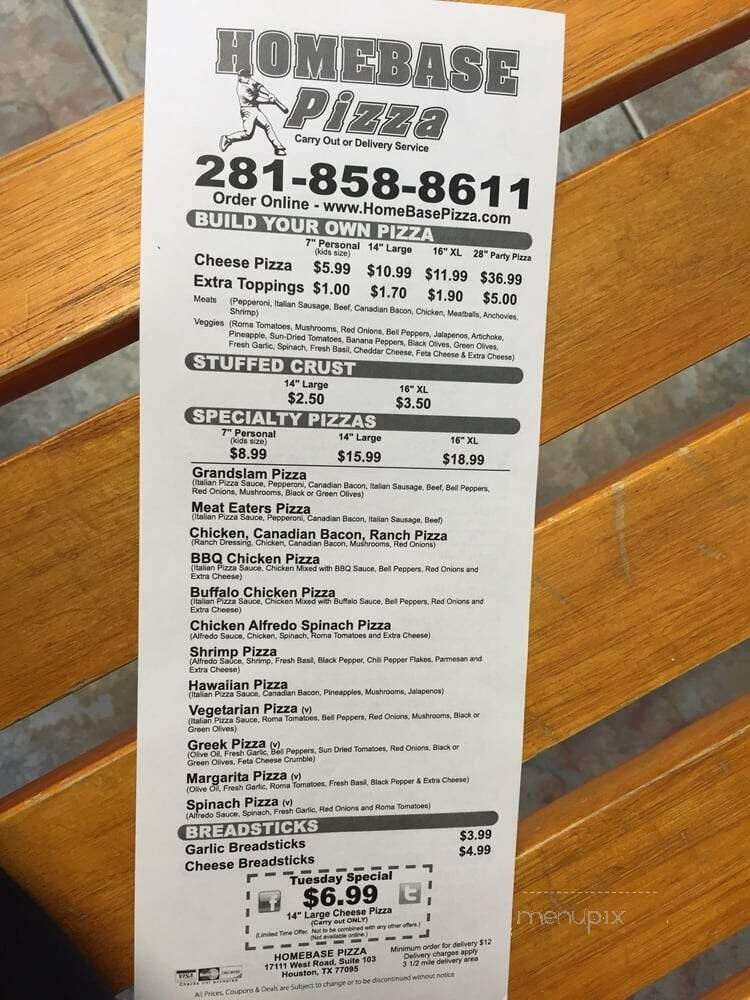 HOMEBASE
Pizza
Carry Out or Delivery Service
281-858-8611
Order Online - www.HomeBasePizza.com
BUILD YOUR OWN PIZZA
7" Personal 14" Large 16" XL 28" Party Pizza
(kids size)
Cheese Pizza $5.99 $10.99 $11.99 $36.99
Extra Toppings $1.00 $1.70 $1.90 $5.00
Meats (Pepperoni, Italian Sausage, Beef, Canadian Bacon, Chicken, Meatballs, Anchovies,
Shrimp)
Veggies (Roma Tomatoes, Mushrooms, Red Onions, Bell Peppers, Jalapenos, Artichoke,
Pineapple, Sun-Dried Tomatoes, Banana Peppers, Black Olives, Green Olives,
Fresh Garlic, Spinach, Fresh Basil, Cheddar Cheese, Feta Cheese & Extra Cheese)
STUFFED CRUST
14" Large 16" XL
$2.50 $3.50
SPECIALTY PIZZAS
7" Personal 14" Large 16" XL
(kids size)
$8.99 $15.99 $18.99
Grandslam Pizza
(Italian Pizza Sauce, Pepperoni, Canadian Bacon, Italian Sausage, Beef, Bell Peppers,
Red Onions, Mushrooms, Black or Green Olives)
Meat Eaters Pizza
(Italian Pizza Sauce, Pepperoni, Canadian Bacon, Italian Sausage, Beef)
Chicken, Canadian Bacon, Ranch Pizza
(Ranch Dressing, Chicken, Canadian Bacon, Mushrooms, Red Onions)
BBQ Chicken Pizza
(Italian Pizza Sauce, Chicken Mixed with BBQ Sauce, Bell Peppers, Red Onions and
Extra Cheese)
Buffalo Chicken Pizza
(Italian Pizza Sauce, Chicken Mixed with Buffalo Sauce, Bell Peppers, Red Onions and
Extra Cheese)
Chicken Alfredo Spinach Pizza
(Alfredo Sauce, Chicken, Spinach, Roma Tomatoes and Extra Cheese)
Shrimp Pizza
(Alfredo Sauce, Shrimp, Fresh Basil, Black Pepper, Chili Pepper Flakes, Parmesan and
Extra Cheese)
Hawaiian Pizza
(Italian Pizza Sauce, Canadian Bacon, Pineapples, Mushrooms, Jalapenos)
Vegetarian Pizza (v)
(Italian Pizza Sauce, Roma Tomatoes, Bell Peppers, Red Onions, Mushrooms, Black or
Green Olives)
Greek Pizza (v)
(Olive Oil, Fresh Garlic, Bell Peppers, Sun Dried Tomatoes, Red Onions, Black or
Green Olives, Feta Cheese Crumble)
Margarita Pizza (v)
(Olive Oil, Fresh Garlic, Roma Tomatoes, Fresh Basil, Black Pepper & Extra Cheese)
Spinach Pizza (v)
(Alfredo Sauce, Spinach, Fresh Garlic, Red Onions and Roma Tomatoes)
BREADSTICKS
Garlic Breadsticks $3.99
Cheese Breadsticks $4.99
Tuesday Special
f $6.99 t
14" Large Cheese Pizza
(Carry out ONLY)
(Limited Time Offer. Not to be combined with any other offers.)
(Not available online.)
HOMEBASE PIZZA
17111 West Road, Suite 103
Houston, TX 77095
Minimum order for delivery $12
Delivery charges apply
3 1/2 mile delivery area
VISA MasterCard DISCOVER
Checks not accepted
All Prices, Coupons & Deals are Subject to change or to be discontinued without notice
menupix